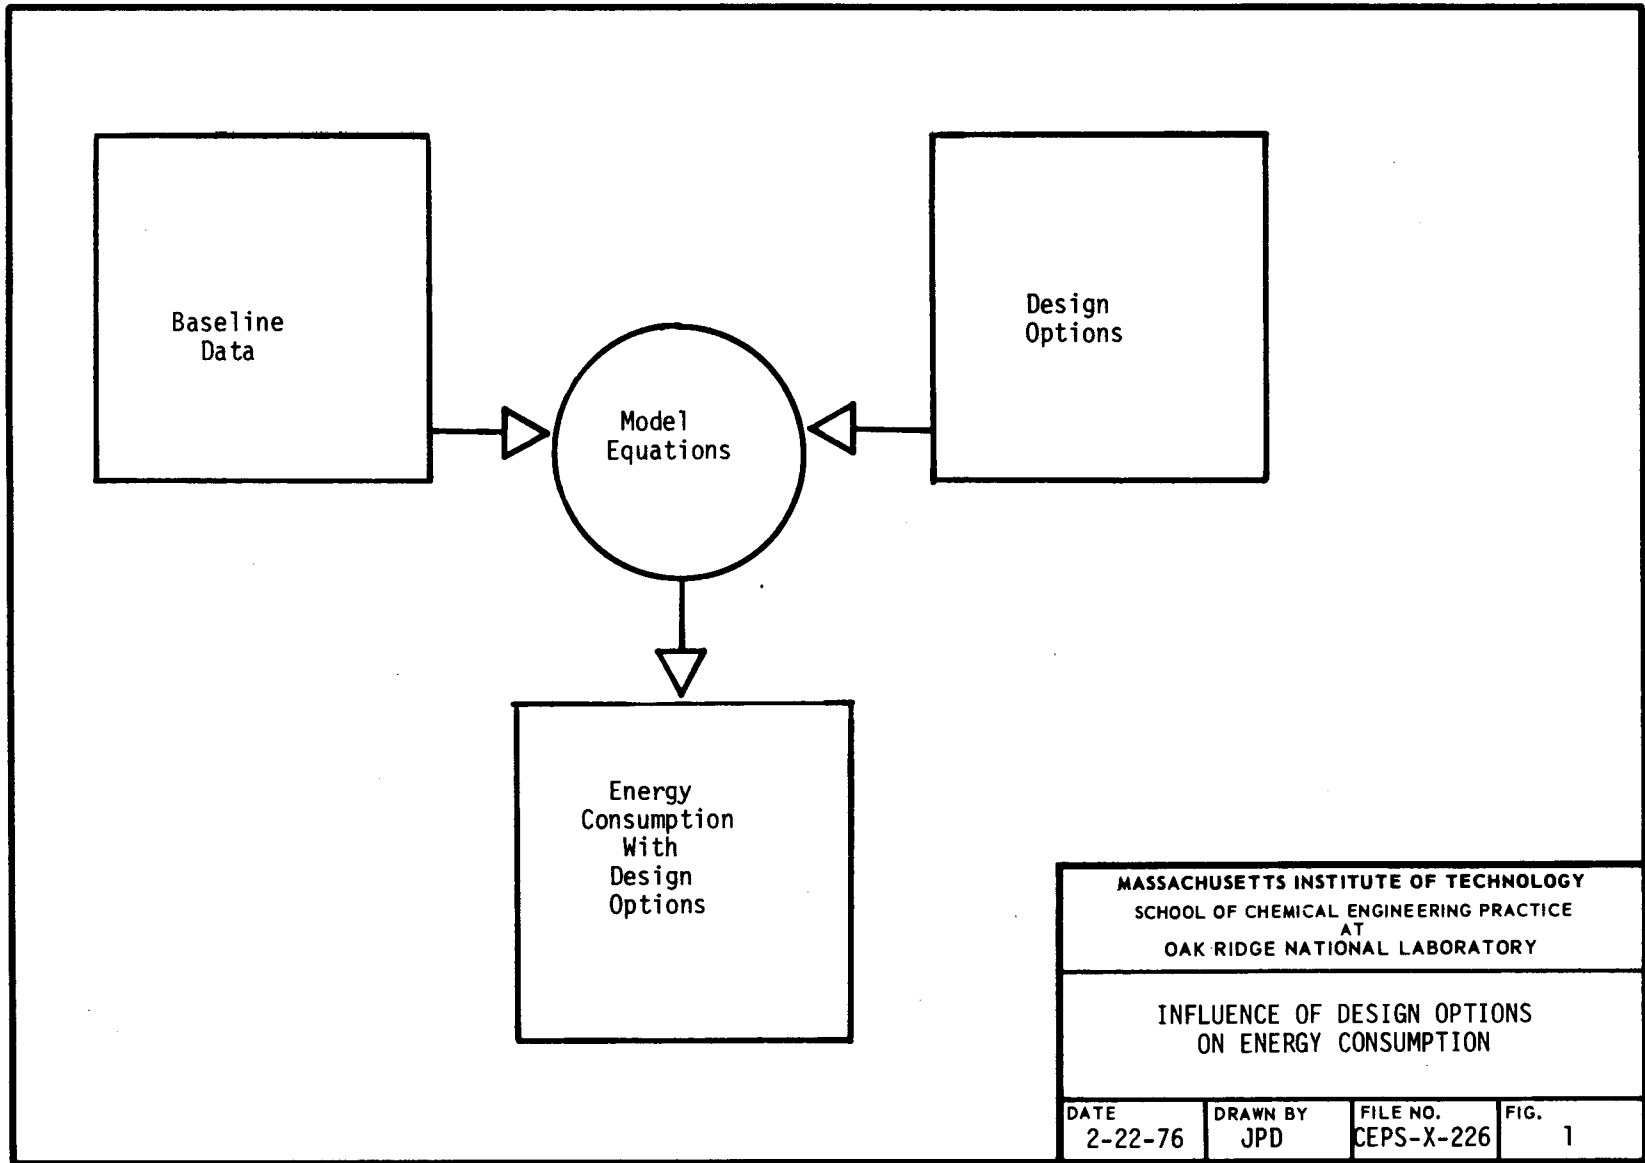 Baseline
Data
Design
Options
Model
Equations
Energy
Consumption
With
Design
Options
MASSACHUSETTS INSTITUTE OF TECHNOLOGY
SCHOOL OF CHEMICAL ENGINEERING PRACTICE
AT
OAK RIDGE NATIONAL LABORATORY
INFLUENCE OF DESIGN OPTIONS
ON ENERGY CONSUMPTION
DATE
2-22-76
DRAWN BY
JPD
FILE NO.
CEPS-X-226
FIG.
1